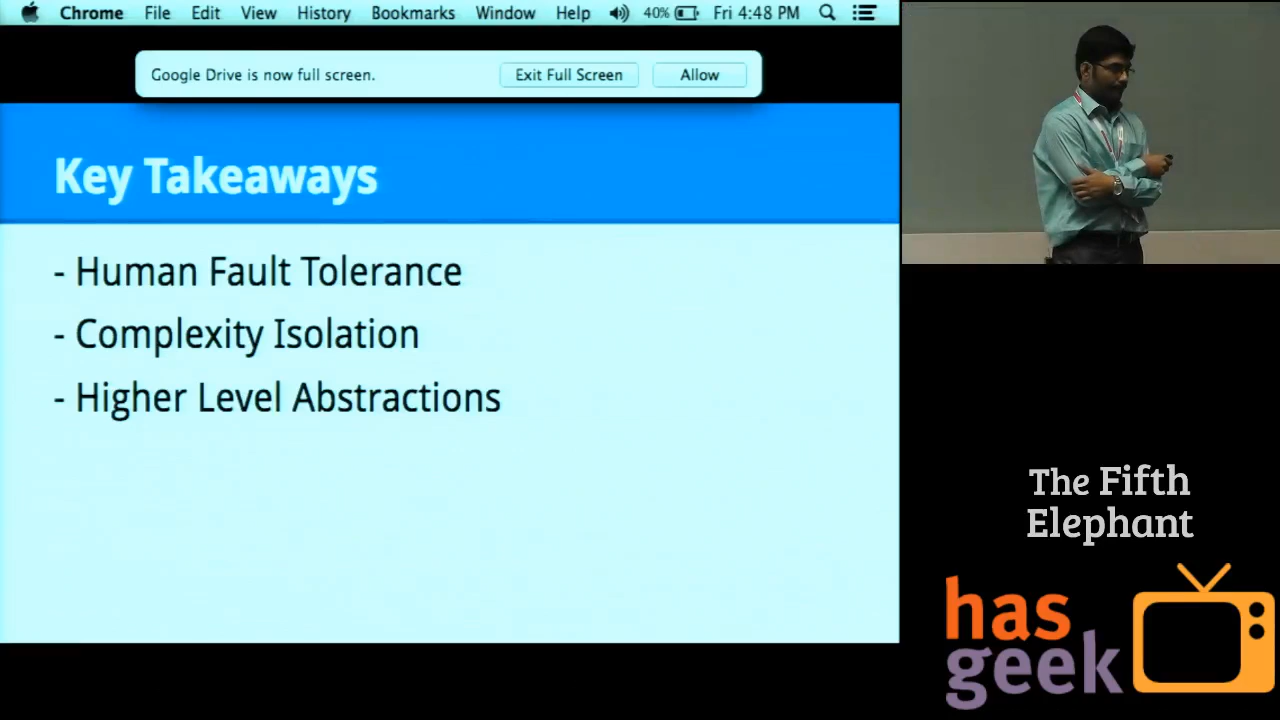 Chrome File Edit View History Bookmarks Window Help 40% Fri 4:48 PM
Google Drive is now full screen. Exit Full Screen Allow
Key Takeaways
- Human Fault Tolerance
- Complexity Isolation
- Higher Level Abstractions
The Fifth
Elephant
has
geek